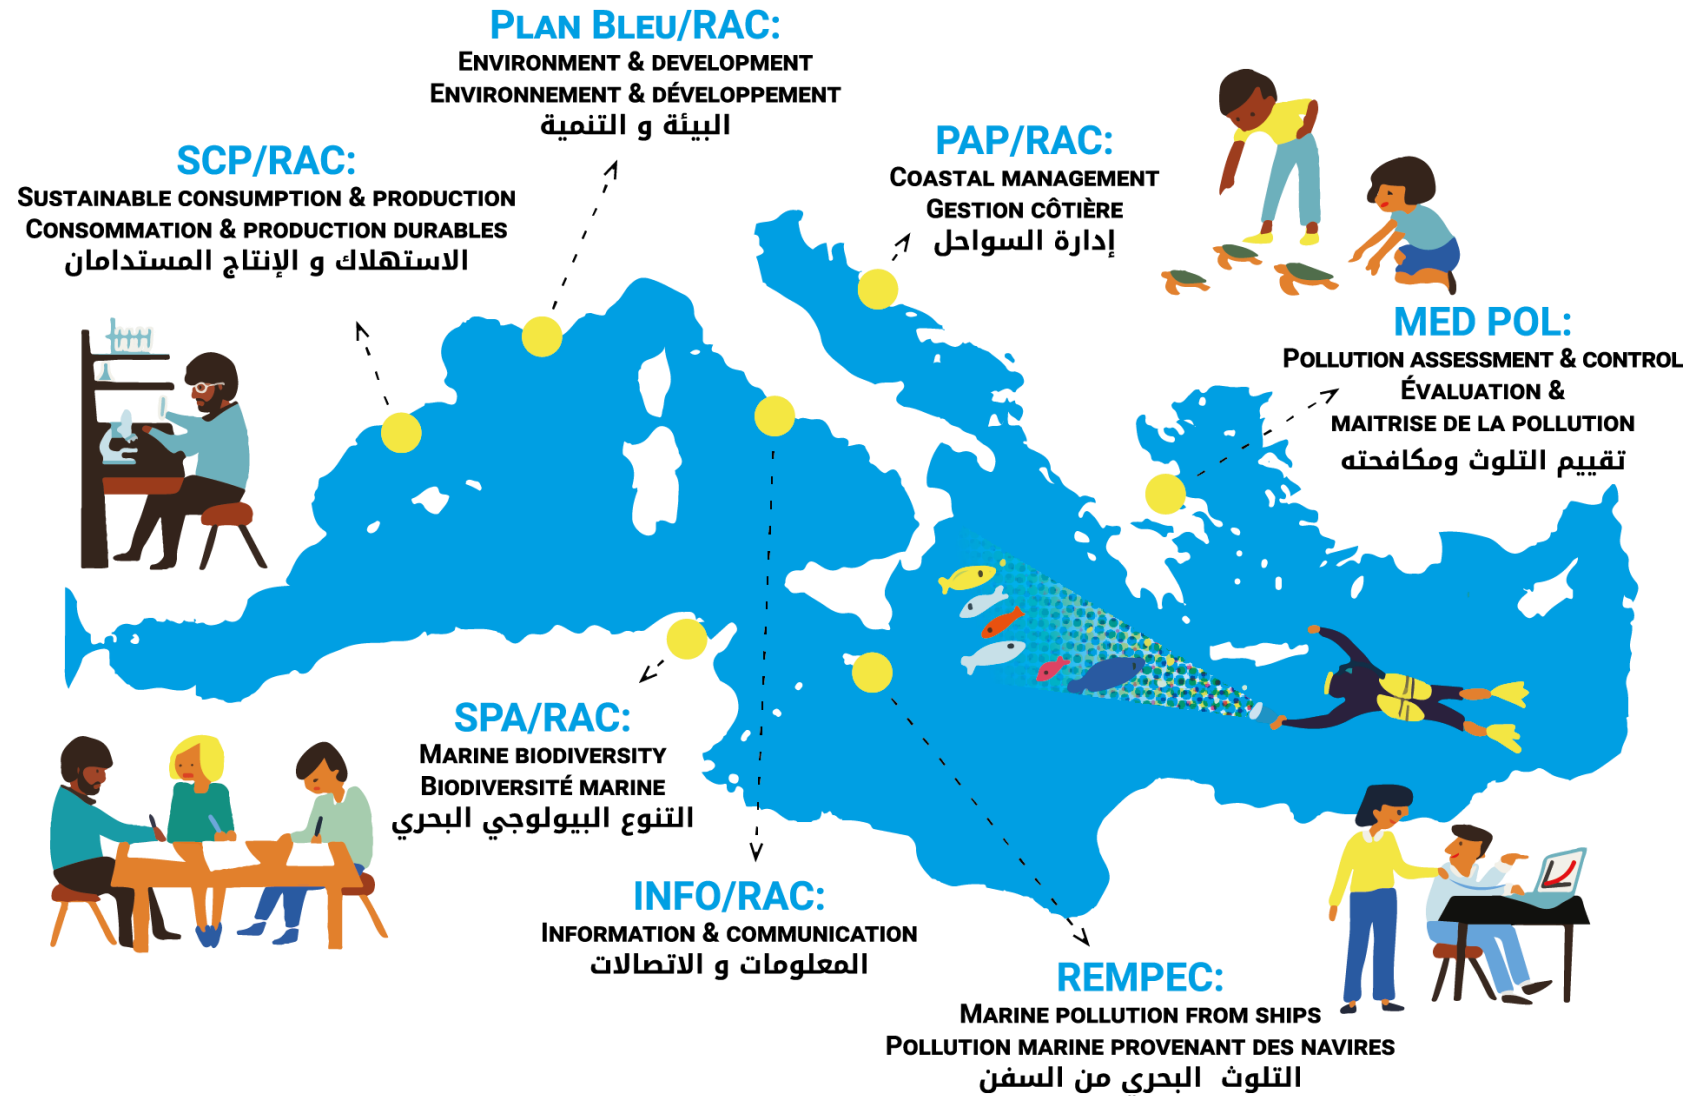 PLAN BLEU/RAC:
ENVIRONMENT & DEVELOPMENT
ENVIRONNEMENT & DÉVELOPPEMENT
البيئة و التنمية
SCP/RAC:
SUSTAINABLE CONSUMPTION & PRODUCTION
CONSOMMATION & PRODUCTION DURABLES
الاستهلاك و الإنتاج المستدامان
PAP/RAC:
COASTAL MANAGEMENT
GESTION CÔTIÈRE
إدارة السواحل
MED POL:
POLLUTION ASSESSMENT & CONTROL
ÉVALUATION &
MAITRISE DE LA POLLUTION
تقييم التلوث ومكافحته
SPA/RAC:
MARINE BIODIVERSITY
BIODIVERSITÉ MARINE
التنوع البيولوجي البحري
INFO/RAC:
INFORMATION & COMMUNICATION
المعلومات و الاتصالات
REMPEC:
MARINE POLLUTION FROM SHIPS
POLLUTION MARINE PROVENANT DES NAVIRES
التلوث البحري من السفن